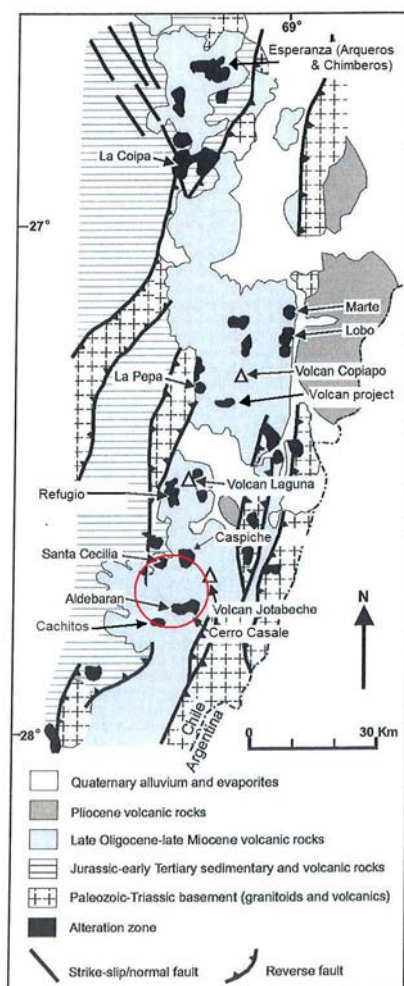 69°
Esperanza (Arqueros
& Chimberos)
La Coipa
27°
Marte
Lobo
La Pepa
Volcan Copiapo
Volcan project
Volcan Laguna
Refugio
Caspiche
Santa Cecilia
Aldebaran
Volcan Jotabeche
Cachitos
Cerro Casale
N
Chile
Argentina
28°
0 30 Km
Quaternary alluvium and evaporites
Pliocene volcanic rocks
Late Oligocene-late Miocene volcanic rocks
Jurassic-early Tertiary sedimentary and volcanic rocks
Paleozoic-Triassic basement (granitoids and volcanics)
Alteration zone
Strike-slip/normal fault Reverse fault